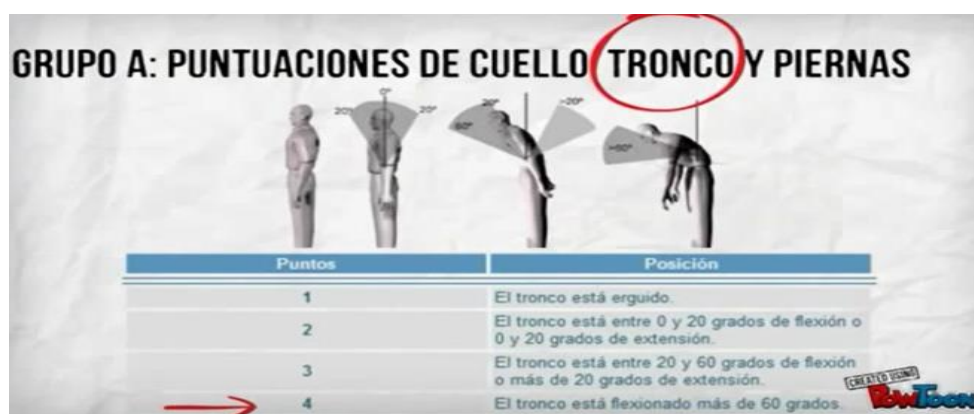 GRUPO A: PUNTUACIONES DE CUELLO TRONCO Y PIERNAS
0°
20° 20°
20° >20°
60°
>60°
Puntos Posición
1 El tronco está erguido.
2 El tronco está entre 0 y 20 grados de flexión o
0 y 20 grados de extensión.
3 El tronco está entre 20 y 60 grados de flexión
o más de 20 grados de extensión.
4 El tronco está flexionado más de 60 grados.
CREATED USING
PowToon